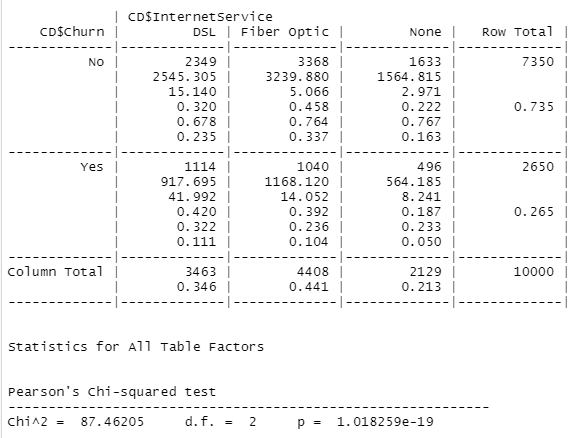 | CD$InternetService
CD$Churn | DSL | Fiber Optic | None | Row Total |
-------------|-------------|-------------|-------------|-------------|
No | 2349 | 3368 | 1633 | 7350 |
| 2545.305 | 3239.880 | 1564.815 | |
| 15.140 | 5.066 | 2.971 | |
| 0.320 | 0.458 | 0.222 | 0.735 |
| 0.678 | 0.764 | 0.767 | |
| 0.235 | 0.337 | 0.163 | |
-------------|-------------|-------------|-------------|-------------|
Yes | 1114 | 1040 | 496 | 2650 |
| 917.695 | 1168.120 | 564.185 | |
| 41.992 | 14.052 | 8.241 | |
| 0.420 | 0.392 | 0.187 | 0.265 |
| 0.322 | 0.236 | 0.233 | |
| 0.111 | 0.104 | 0.050 | |
-------------|-------------|-------------|-------------|-------------|
Column Total | 3463 | 4408 | 2129 | 10000 |
| 0.346 | 0.441 | 0.213 | |
-------------|-------------|-------------|-------------|-------------|
Statistics for All Table Factors
Pearson's Chi-squared test
------------------------------------------------------------
Chi^2 = 87.46205 d.f. = 2 p = 1.018259e-19